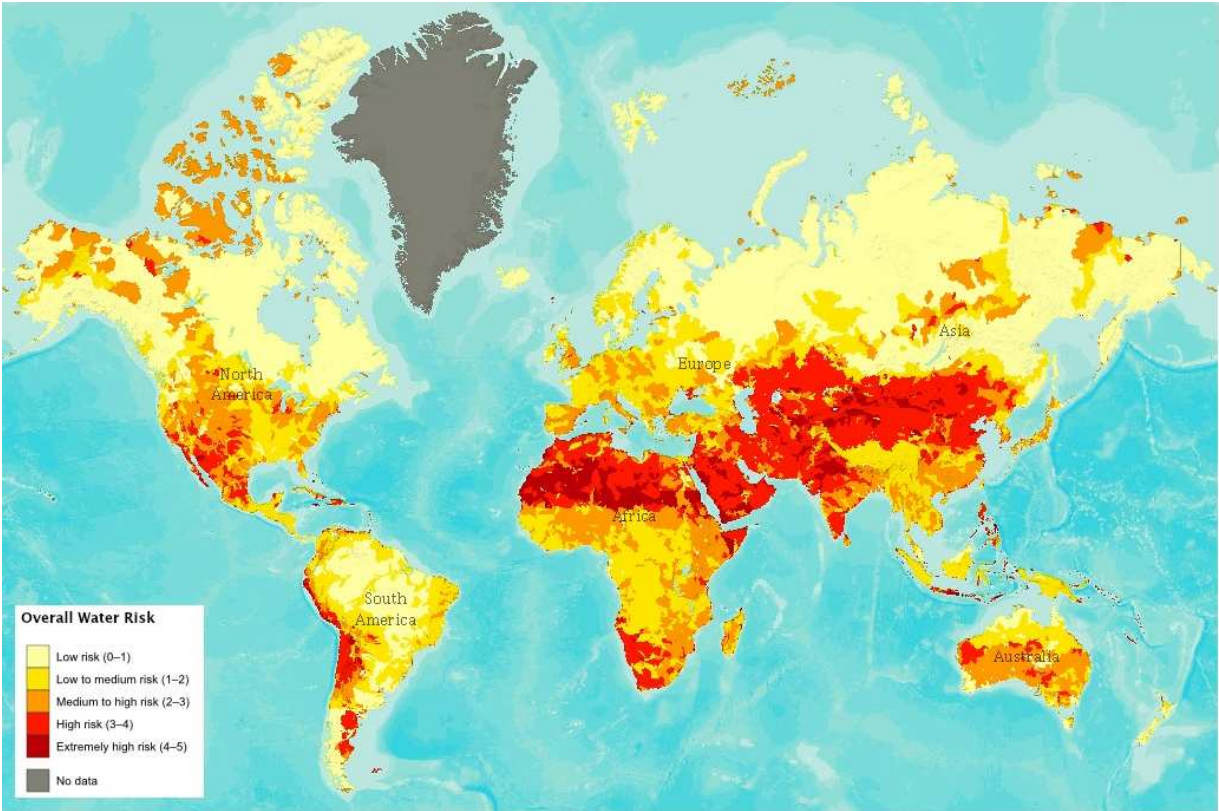 North
America
Europe
Asia
Africa
South
America
Australia
Overall Water Risk
Low risk (0–1)
Low to medium risk (1–2)
Medium to high risk (2–3)
High risk (3–4)
Extremely high risk (4–5)
No data